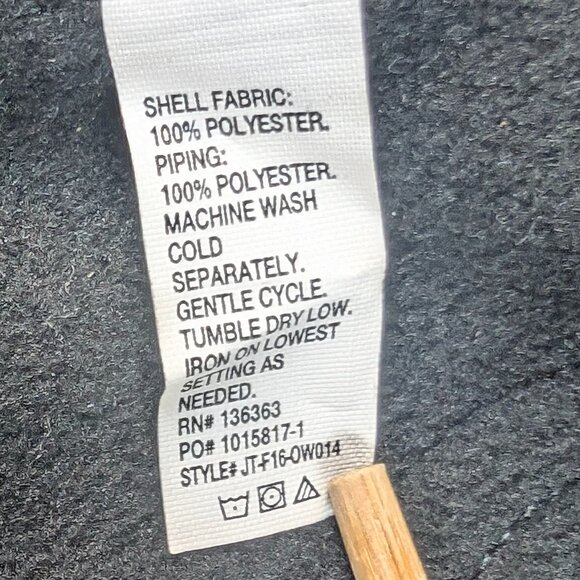 SHELL FABRIC:
100% POLYESTER.
PIPING:
100% POLYESTER.
MACHINE WASH
COLD
SEPARATELY.
GENTLE CYCLE.
TUMBLE DRY LOW.
IRON ON LOWEST
SETTING AS
NEEDED.
RN# 136363
PO# 1015817-1
STYLE# JT-F16-OW014